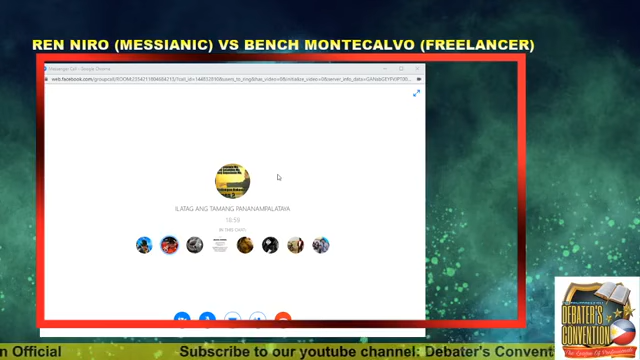 REN NIRO (MESSIANIC) VS BENCH MONTECALVO (FREELANCER)
Messenger Call - Google Chrome
ILATAG ANG TAMANG PANANAMPALATAYA
18:59
IN THIS CALL
DEBATER'S
CONVENTION
n Official
Subscribe to our youtube channel: Debater's Convent